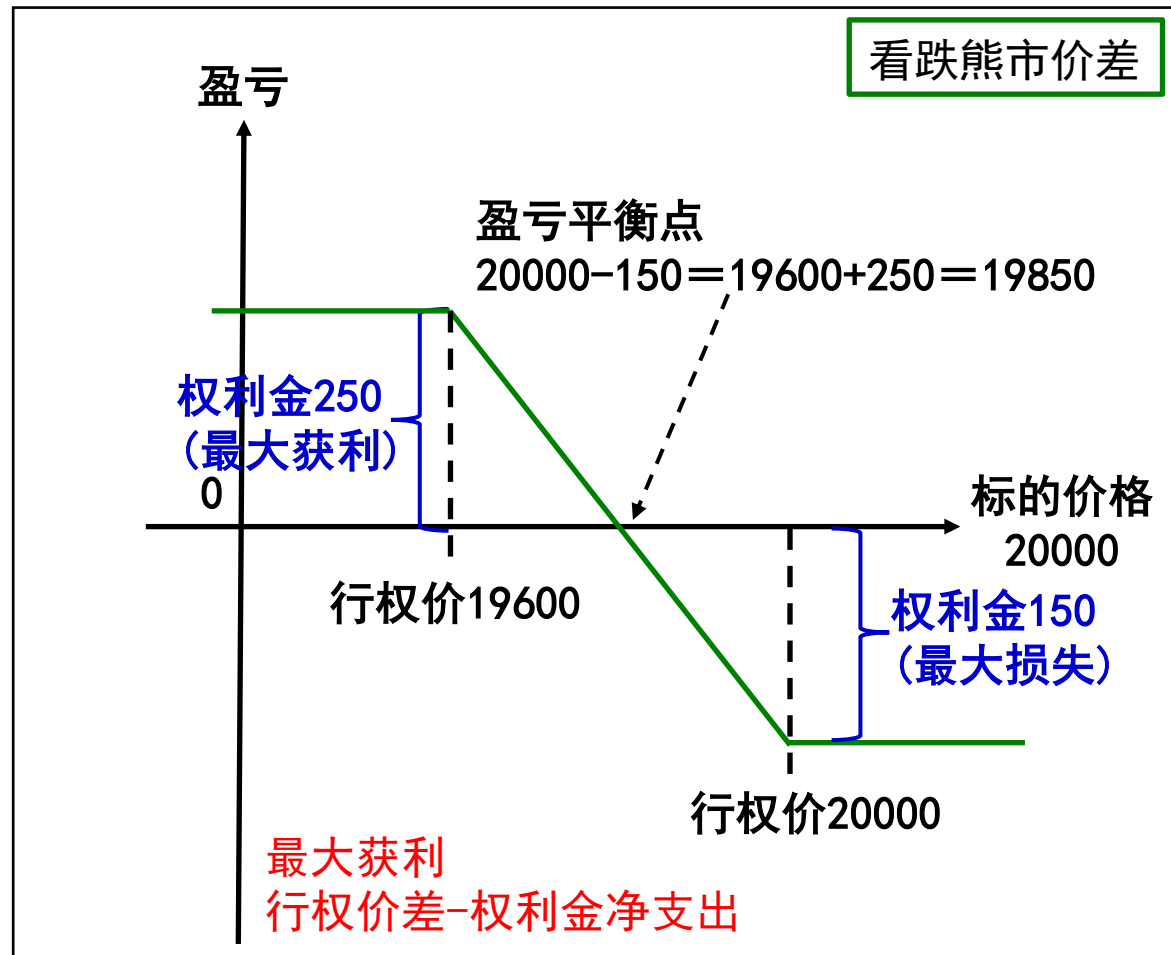 看跌熊市价差
盈亏
盈亏平衡点
20000-150＝19600+250＝19850
权利金250
(最大获利)
0
标的价格
20000
行权价19600
权利金150
(最大损失)
行权价20000
最大获利
行权价差-权利金净支出